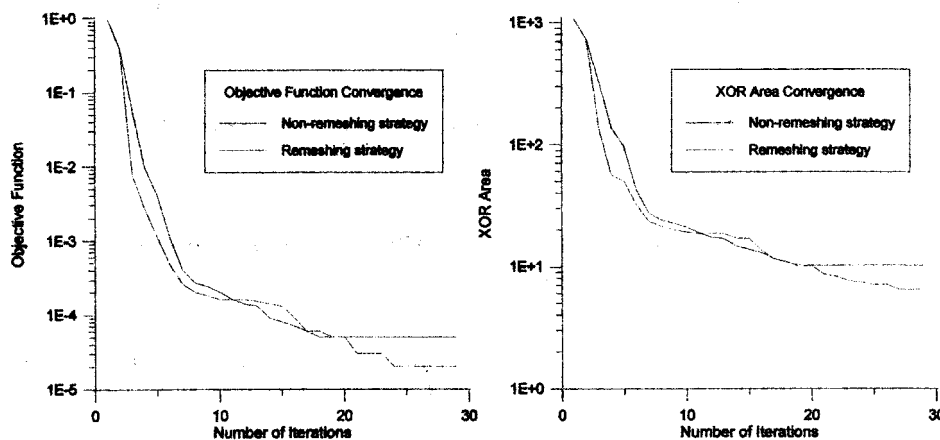 1E+0
1E-1
1E-2
1E-3
1E-4
1E-5
Objective Function
Objective Function Convergence
Non-remeshing strategy
Remeshing strategy
0
10
20
30
Number of Iterations
1E+3
1E+2
1E+1
1E+0
XOR Area
XOR Area Convergence
Non-remeshing strategy
Remeshing strategy
0
10
20
30
Number of Iterations